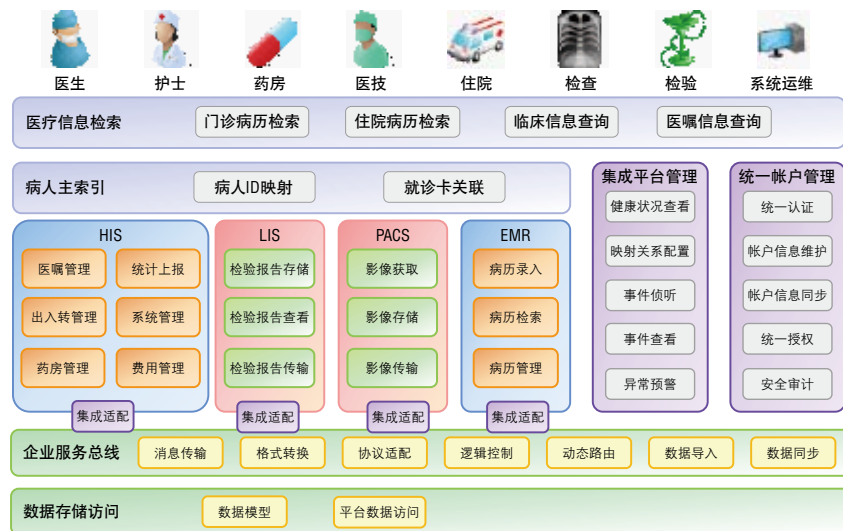 医生 护士 药房 医技 住院 检查 检验 系统运维
医疗信息检索 门诊病历检索 住院病历检索 临床信息查询 医嘱信息查询
病人主索引 病人ID映射 就诊卡关联
集成平台管理
健康状况查看
映射关系配置
事件侦听
事件查看
异常预警
统一帐户管理
统一认证
帐户信息维护
帐户信息同步
统一授权
安全审计
HIS
医嘱管理 统计上报
出入转管理 系统管理
药房管理 费用管理
集成适配
LIS
检验报告存储
检验报告查看
检验报告传输
集成适配
PACS
影像获取
影像存储
影像传输
集成适配
EMR
病历录入
病历检索
病历管理
集成适配
企业服务总线 消息传输 格式转换 协议适配 逻辑控制 动态路由 数据导入 数据同步
数据存储访问 数据模型 平台数据访问